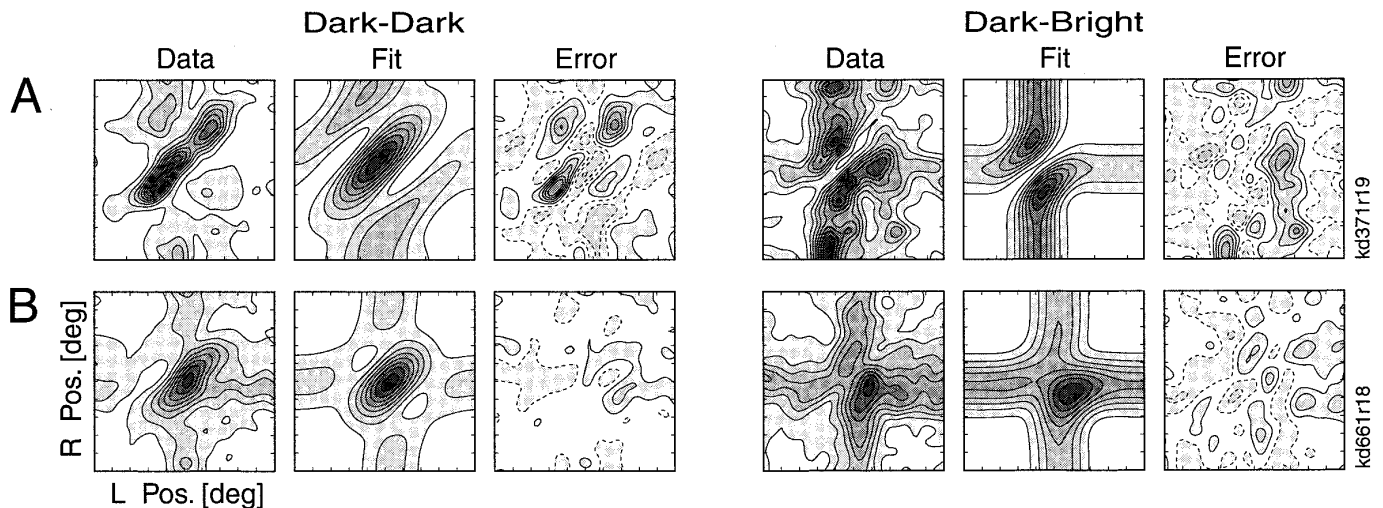 Dark-Dark
Dark-Bright
Data
Fit
Error
Data
Fit
Error
A
kd371r19
B
R Pos. [deg]
kd661r18
L Pos. [deg]